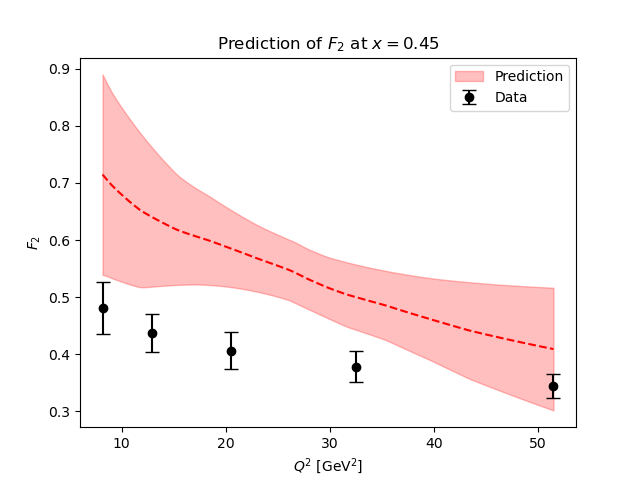 Prediction of F₂ at x = 0.45
Prediction
Data
0.9
0.8
0.7
0.6
0.5
0.4
0.3
F₂
10 20 30 40 50
Q² [GeV²]